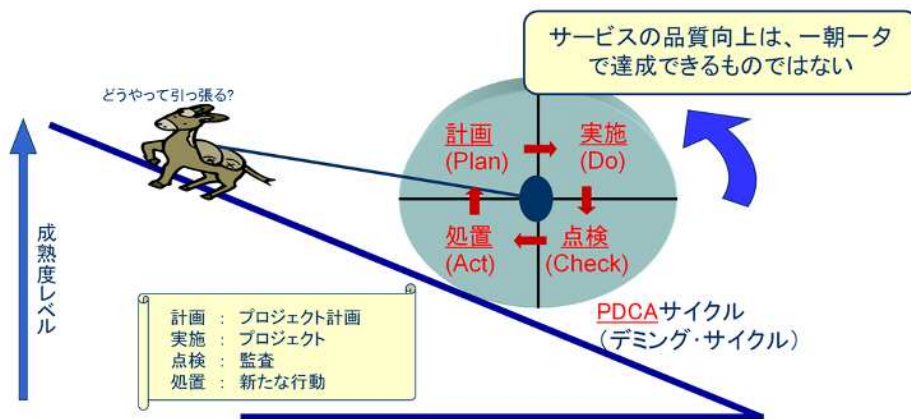 サービスの品質向上は、一朝一タ
で達成できるものではない
どうやって引っ張る?
計画
(Plan)
実施
(Do)
処置
(Act)
点検
(Check)
成熟度レベル
PDCAサイクル
(デミング・サイクル)
計画 : プロジェクト計画
実施 : プロジェクト
点検 : 監査
処置 : 新たな行動